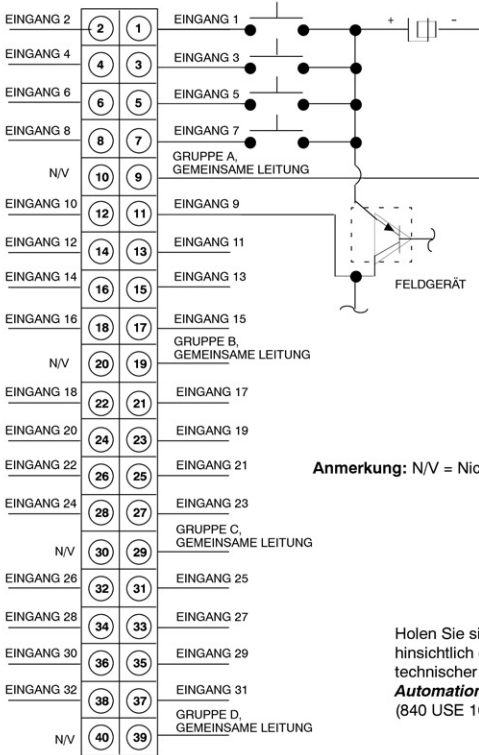 EINGANG 2 2 1 EINGANG 1 + -
EINGANG 4 4 3 EINGANG 3
EINGANG 6 6 5 EINGANG 5
EINGANG 8 8 7 EINGANG 7
N/V 10 9 GRUPPE A,
GEMEINSAME LEITUNG
EINGANG 10 12 11 EINGANG 9
EINGANG 12 14 13 EINGANG 11
FELDGERÄT
EINGANG 14 16 15 EINGANG 13
EINGANG 16 18 17 EINGANG 15
N/V 20 19 GRUPPE B,
GEMEINSAME LEITUNG
EINGANG 18 22 21 EINGANG 17
EINGANG 20 24 23 EINGANG 19
EINGANG 22 26 25 EINGANG 21
Anmerkung: N/V = Nic
EINGANG 24 28 27 EINGANG 23
N/V 30 29 GRUPPE C,
GEMEINSAME LEITUNG
EINGANG 26 32 31 EINGANG 25
EINGANG 28 34 33 EINGANG 27
EINGANG 30 36 35 EINGANG 29
EINGANG 32 38 37 EINGANG 31
N/V 40 39 GRUPPE D,
GEMEINSAME LEITUNG
Holen Sie si
hinsichtlich
technischer
Automation
(840 USE 10